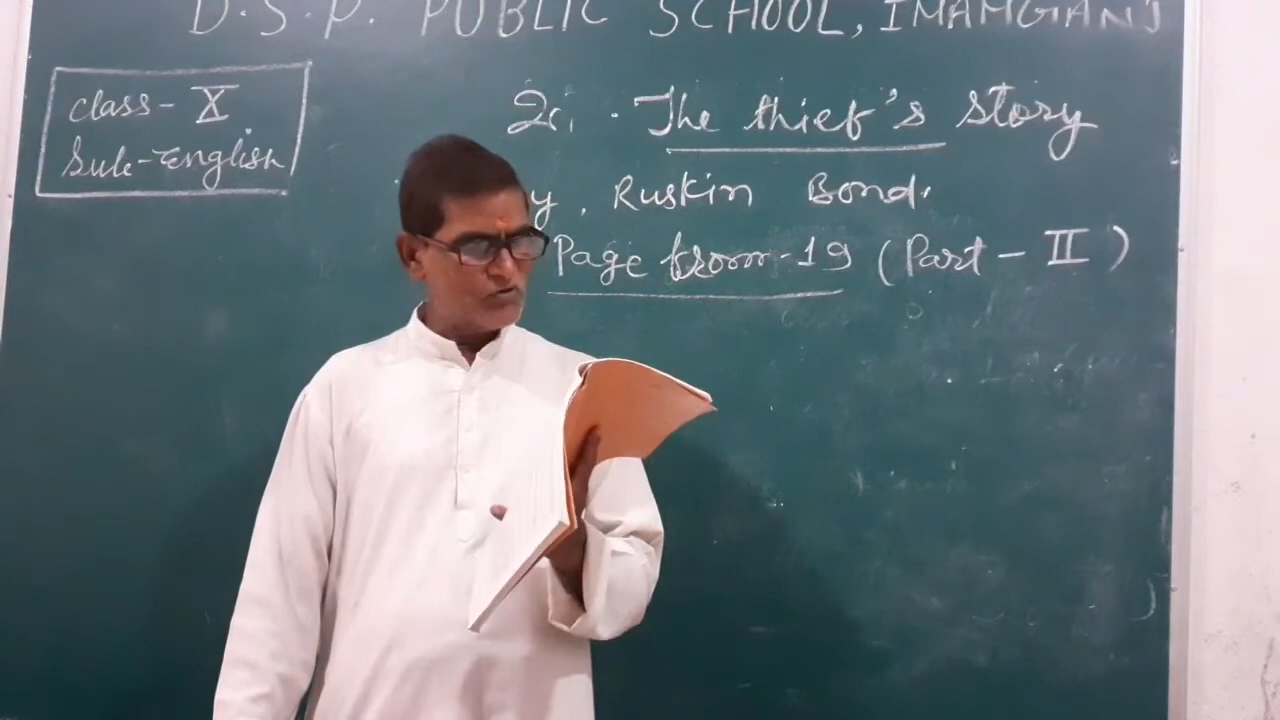 D.S.P. PUBLIC SCHOOL, IMAMGANJ
class- X
Sub-English
2. The thief's story
y, Ruskin Bond.
Page from-19 (Part - II)